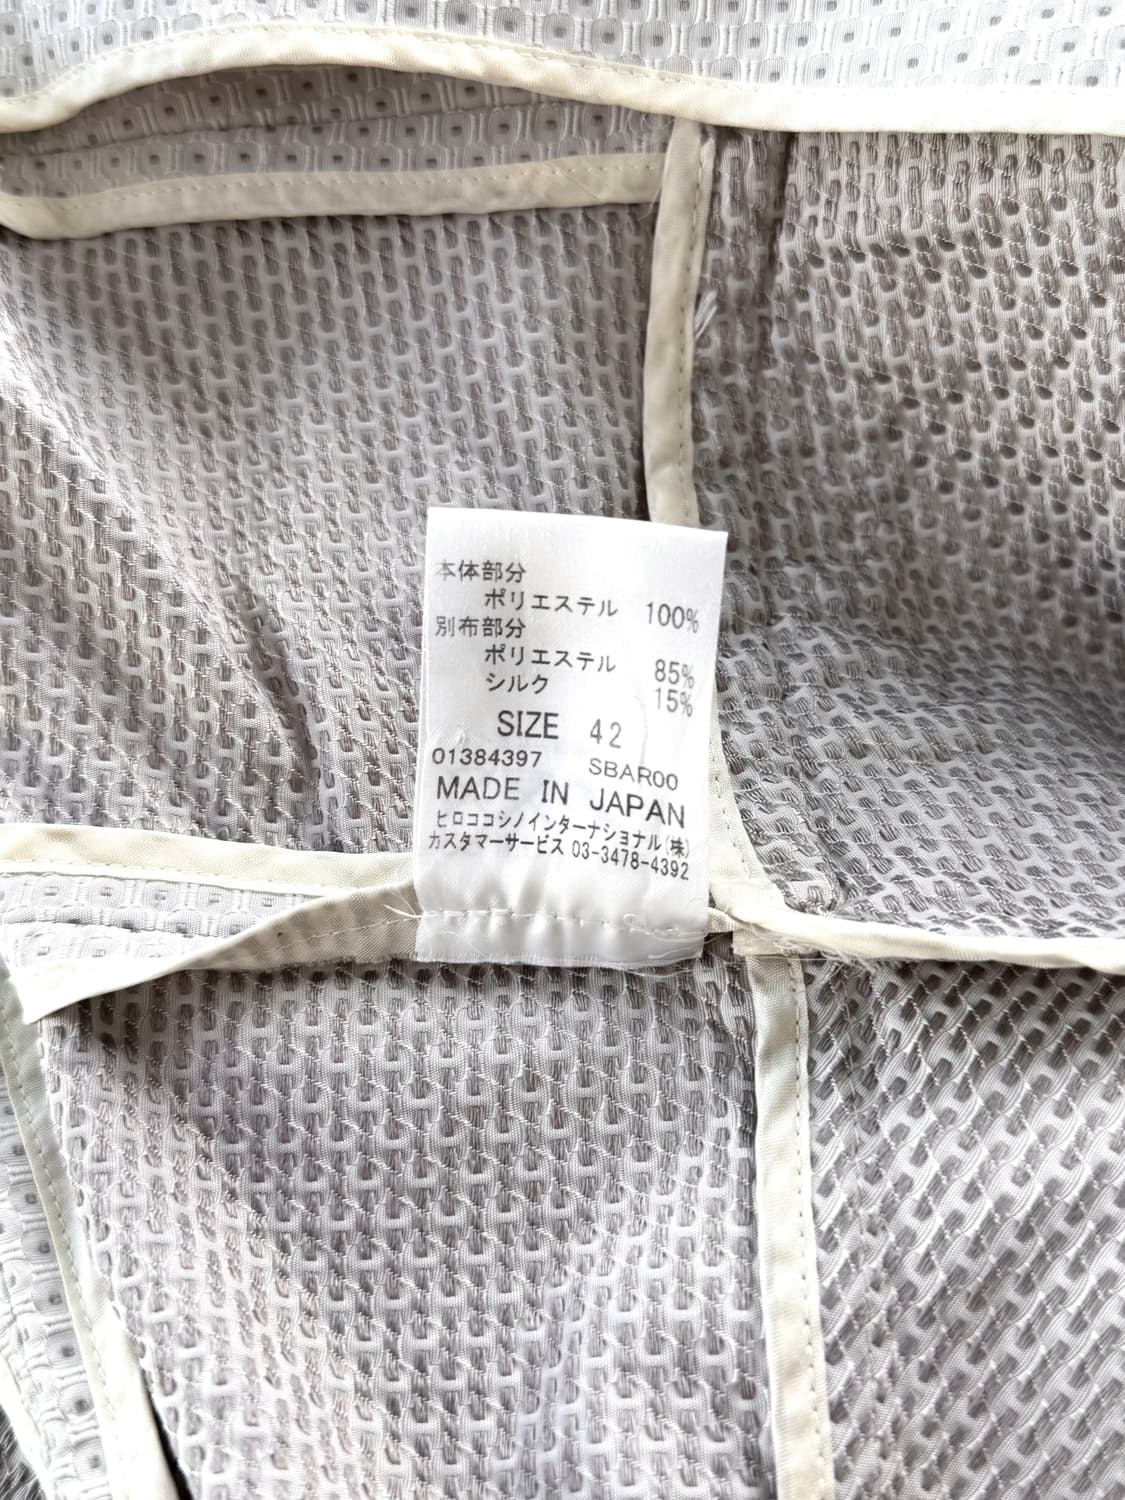 本体部分
ポリエステル 100%
別布部分
ポリエステル 85%
シルク 15%
SIZE 42
01384397 SBAR00
MADE IN JAPAN
ヒロココシノインターナショナル(株)
カスタマーサービス 03-3478-4392